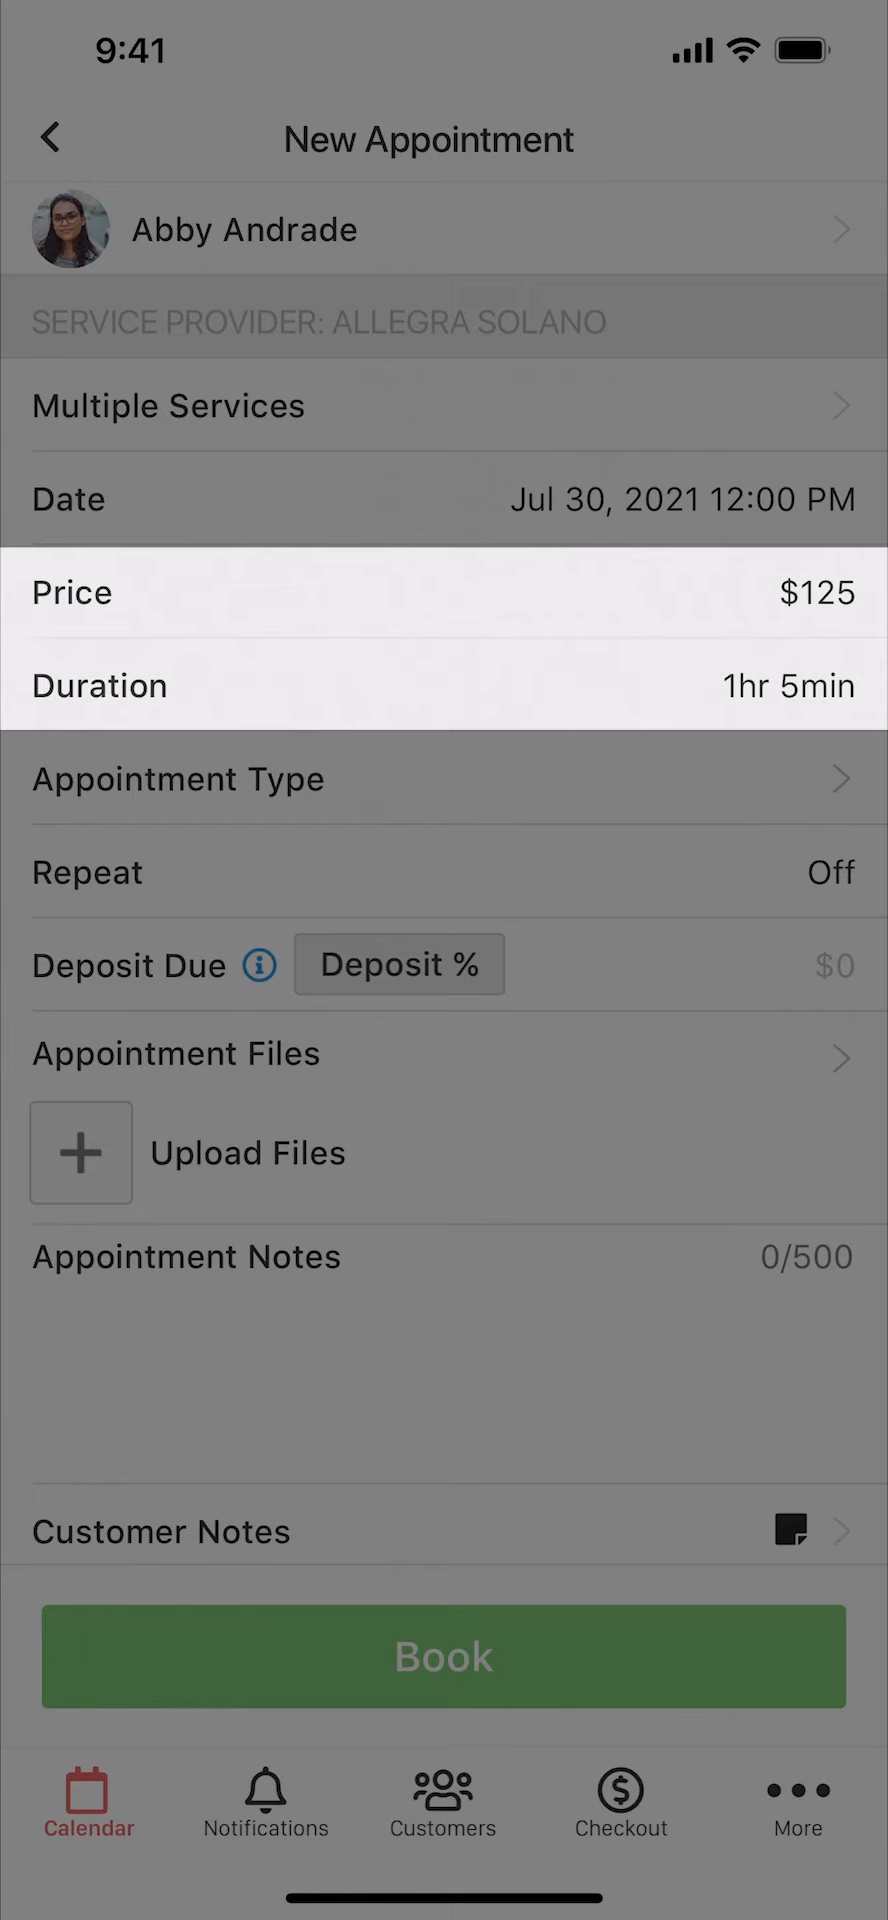 9:41
New Appointment
Abby Andrade
SERVICE PROVIDER: ALLEGRA SOLANO
Multiple Services
Date Jul 30, 2021 12:00 PM
Price $125
Duration 1hr 5min
Appointment Type
Repeat Off
Deposit Due Deposit % $0
Appointment Files
Upload Files
Appointment Notes 0/500
Customer Notes
Book
Calendar Notifications Customers Checkout More